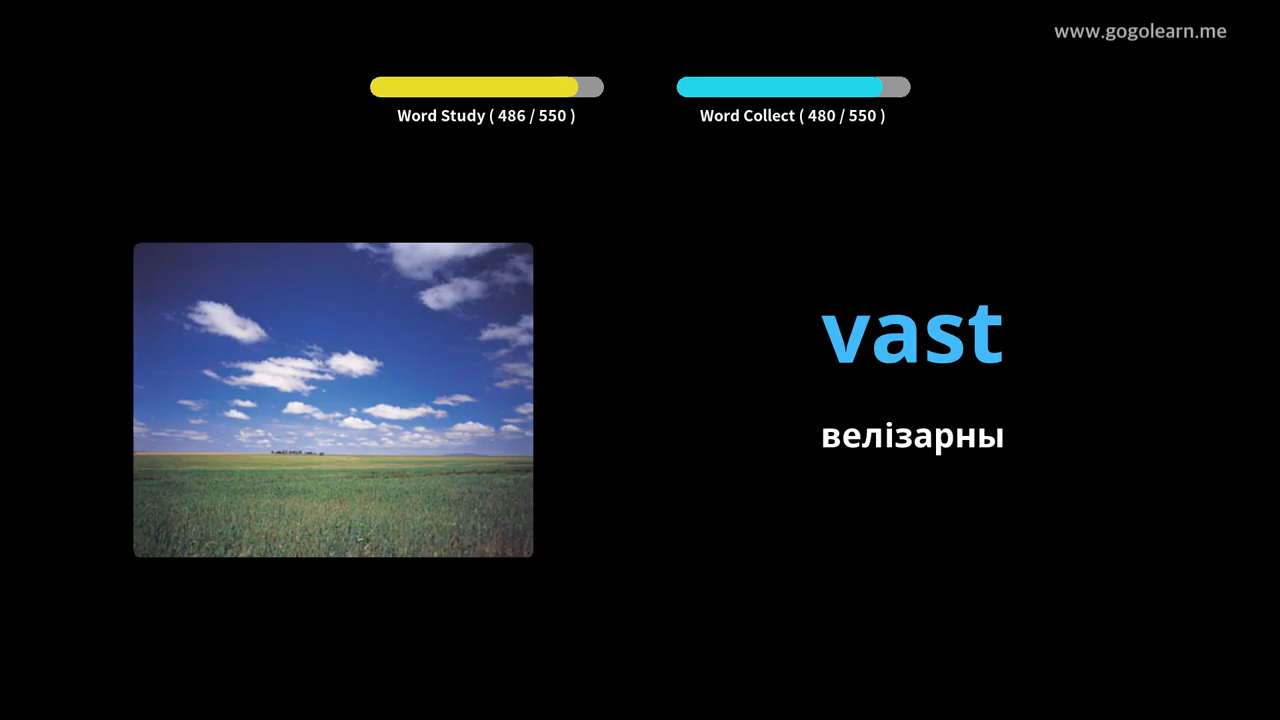 www.gogolearn.me
Word Study ( 486 / 550 )
Word Collect ( 480 / 550 )
vast
велізарны